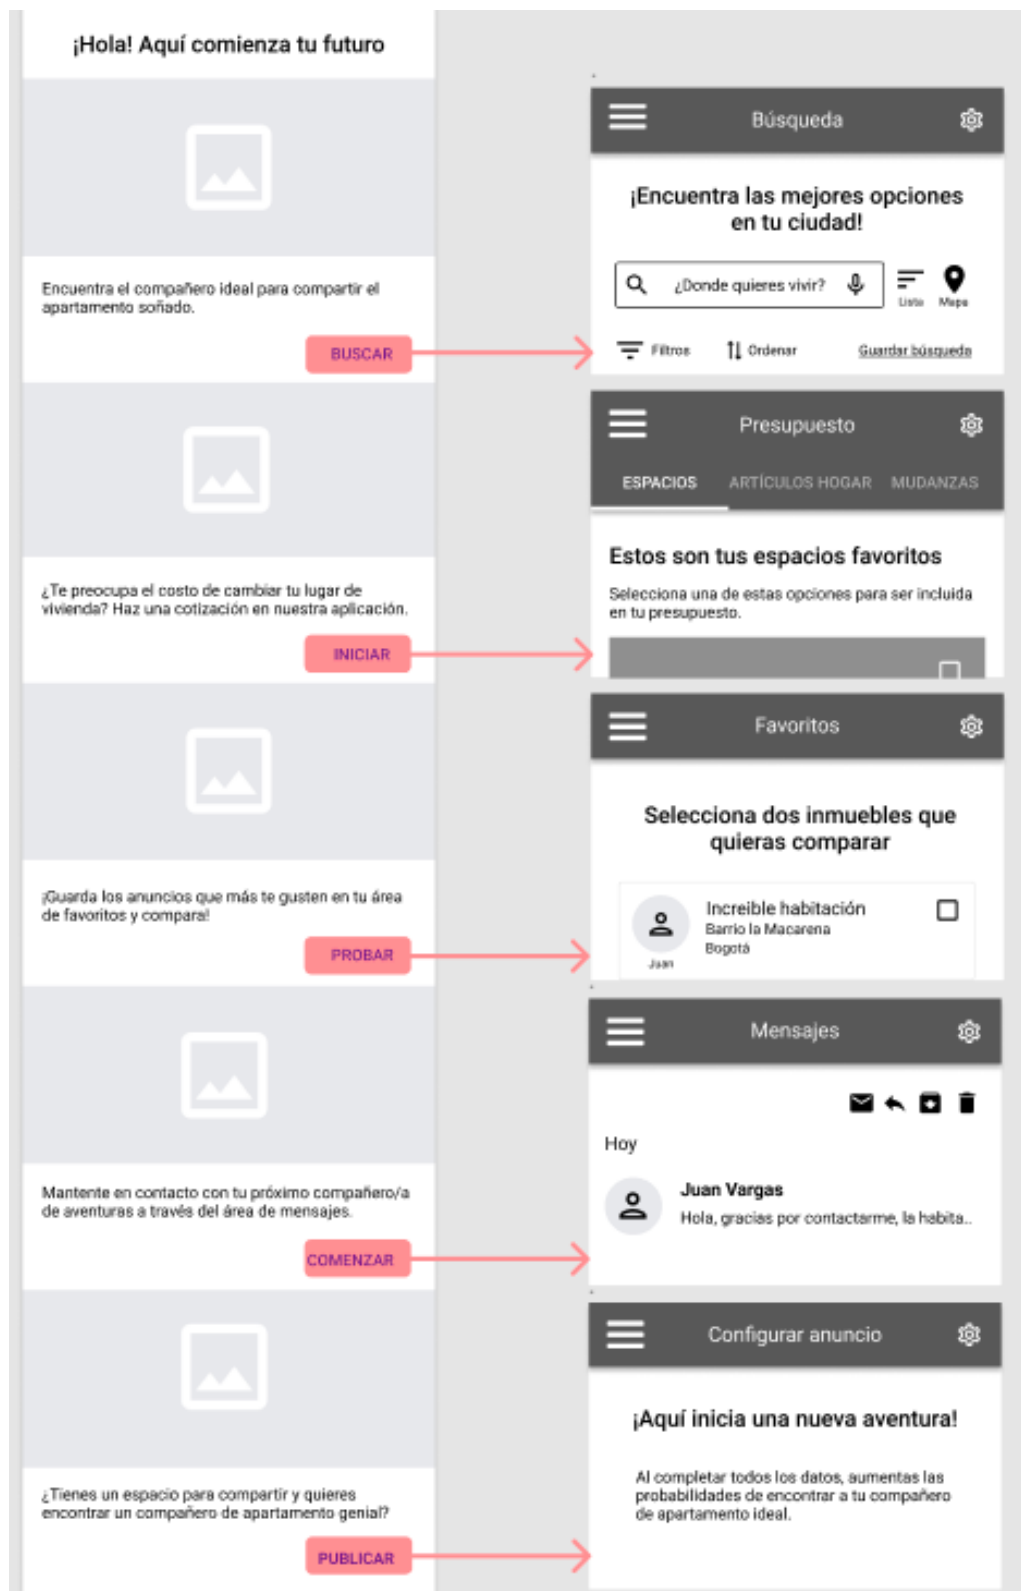 ¡Hola! Aquí comienza tu futuro
Encuentra el compañero ideal para compartir el
apartamento soñado.
BUSCAR
¿Te preocupa el costo de cambiar tu lugar de
vivienda? Haz una cotización en nuestra aplicación.
INICIAR
¡Guarda los anuncios que más te gusten en tu área
de favoritos y compara!
PROBAR
Mantente en contacto con tu próximo compañero/a
de aventuras a través del área de mensajes.
COMENZAR
¿Tienes un espacio para compartir y quieres
encontrar un compañero de apartamento genial?
PUBLICAR
Búsqueda
¡Encuentra las mejores opciones
en tu ciudad!
¿Donde quieres vivir?
Lista Mapa
Filtros Ordenar Guardar búsqueda
Presupuesto
ESPACIOS ARTÍCULOS HOGAR MUDANZAS
Estos son tus espacios favoritos
Selecciona una de estas opciones para ser incluida
en tu presupuesto.
Favoritos
Selecciona dos inmuebles que
quieras comparar
Increible habitación
Barrio la Macarena
Bogotá
Juan
Mensajes
Hoy
Juan Vargas
Hola, gracias por contactarme, la habita..
Configurar anuncio
¡Aquí inicia una nueva aventura!
Al completar todos los datos, aumentas las
probabilidades de encontrar a tu compañero
de apartamento ideal.